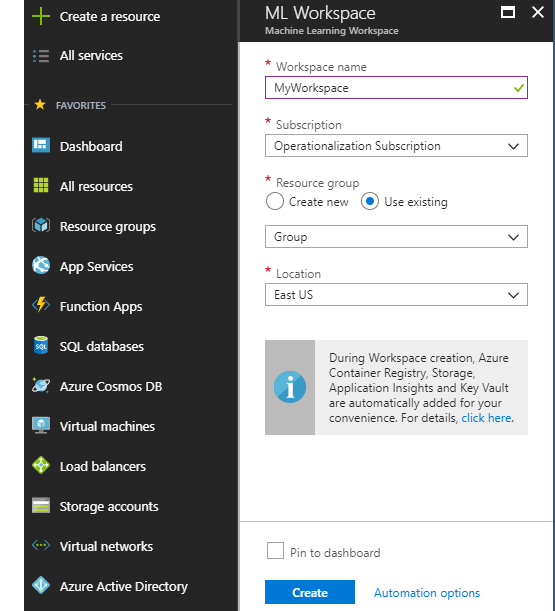 Create a resource
All services
FAVORITES
Dashboard
All resources
Resource groups
App Services
Function Apps
SQL databases
Azure Cosmos DB
Virtual machines
Load balancers
Storage accounts
Virtual networks
Azure Active Directory
ML Workspace
Machine Learning Workspace
* Workspace name
MyWorkspace
* Subscription
Operationalization Subscription
* Resource group
Create new Use existing
Group
* Location
East US
During Workspace creation, Azure
Container Registry, Storage,
Application Insights and Key Vault
are automatically added for your
convenience. For details, click here.
Pin to dashboard
Create Automation options